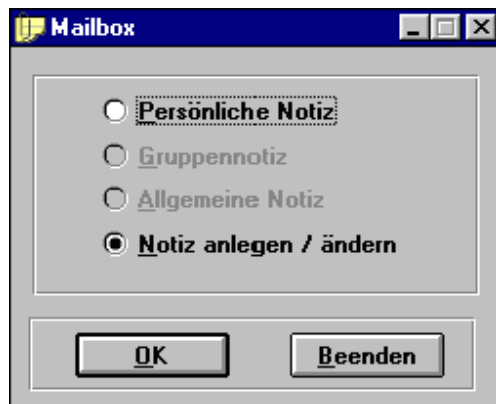 Mailbox
Persönliche Notiz
Gruppennotiz
Allgemeine Notiz
Notiz anlegen / ändern
OK Beenden